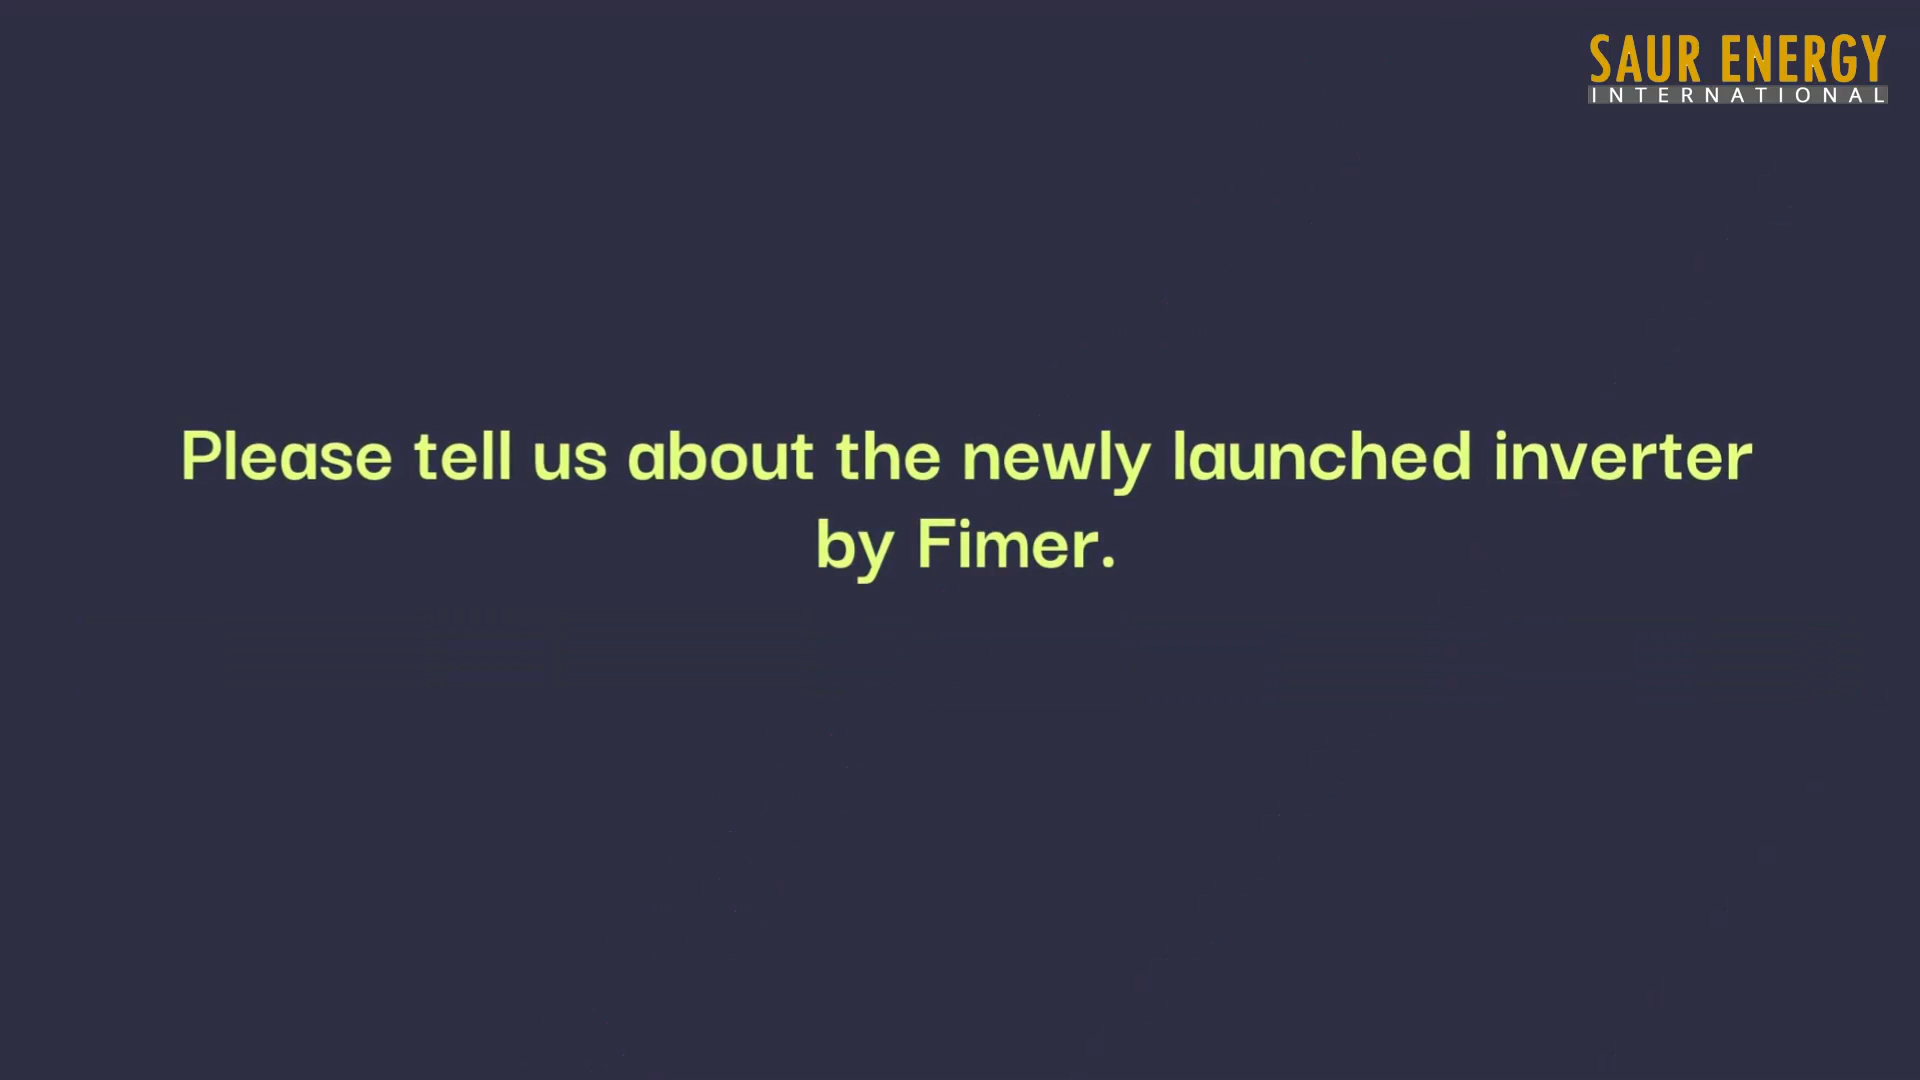 SAUR ENERGY
INTERNATIONAL
Please tell us about the newly launched inverter
by Fimer.